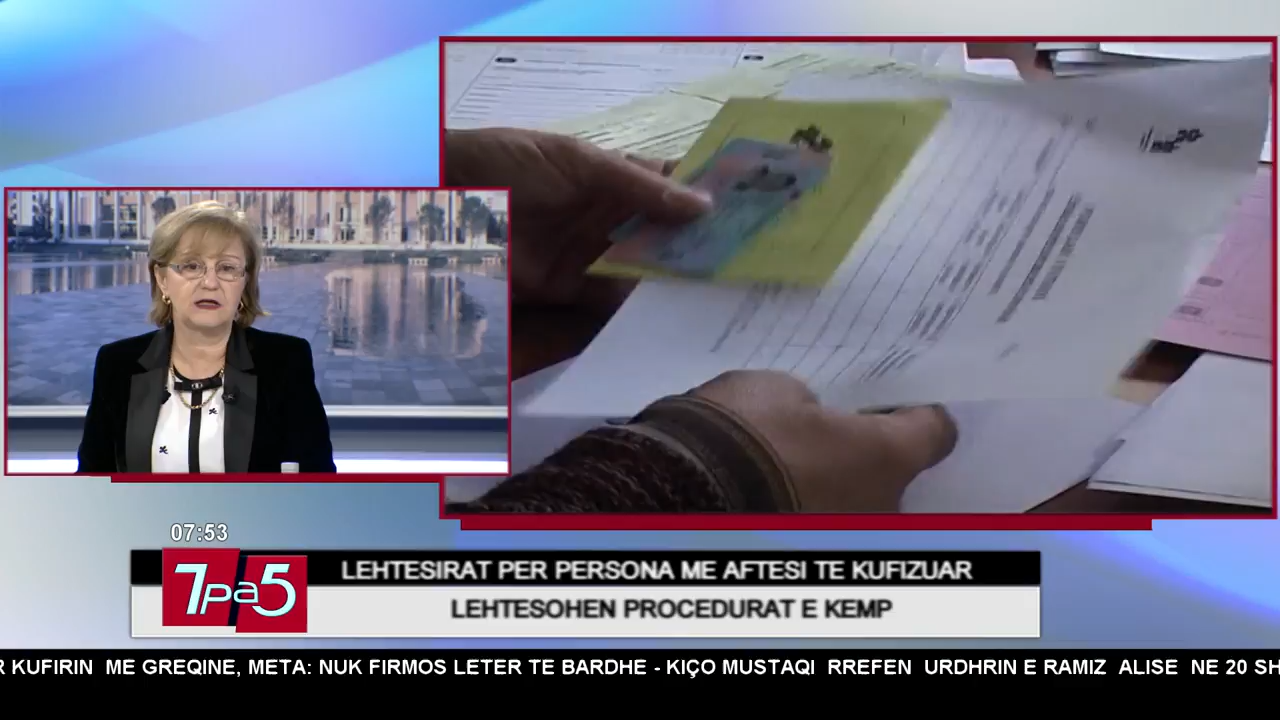 07:53
7pa5
LEHTESIRAT PER PERSONA ME AFTESI TE KUFIZUAR
LEHTESOHEN PROCEDURAT E KEMP
R KUFIRIN  ME GREQINE, META: NUK FIRMOS LETER TE BARDHE - KIÇO MUSTAQI  RREFEN  URDHRIN E RAMIZ  ALISE  NE 20 SH